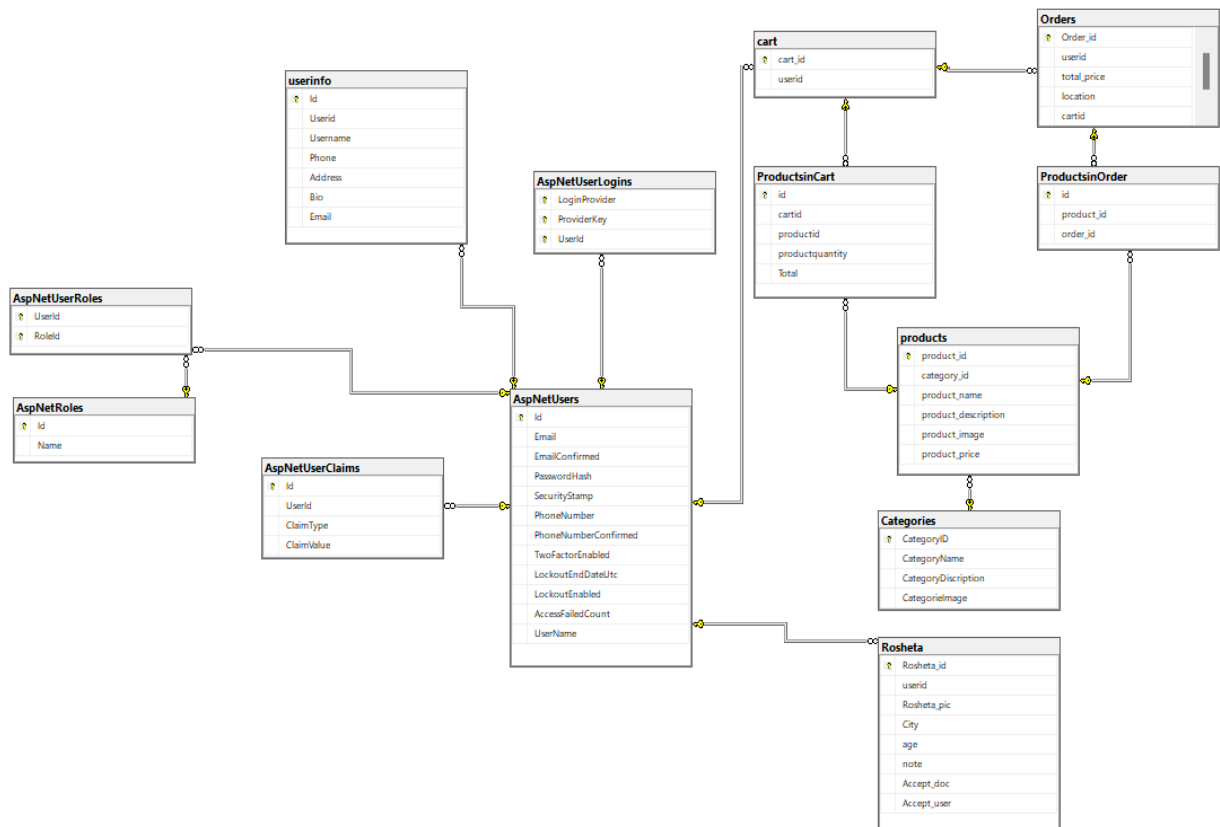 Orders
Order_id
userid
total_price
location
cartid
cart
cart_id
userid
userinfo
Id
Userid
Username
Phone
Address
Bio
Email
AspNetUserLogins
LoginProvider
ProviderKey
UserId
ProductsinCart
id
cartid
productid
productquantity
Total
ProductsinOrder
id
product_id
order_id
AspNetUserRoles
UserId
RoleId
AspNetRoles
Id
Name
products
product_id
category_id
product_name
product_description
product_image
product_price
AspNetUsers
Id
Email
EmailConfirmed
PasswordHash
SecurityStamp
PhoneNumber
PhoneNumberConfirmed
TwoFactorEnabled
LockoutEndDateUtc
LockoutEnabled
AccessFailedCount
UserName
AspNetUserClaims
Id
UserId
ClaimType
ClaimValue
Categories
CategoryID
CategoryName
CategoryDiscription
CategorieImage
Rosheta
Rosheta_id
userid
Rosheta_pic
City
age
note
Accept_doc
Accept_user